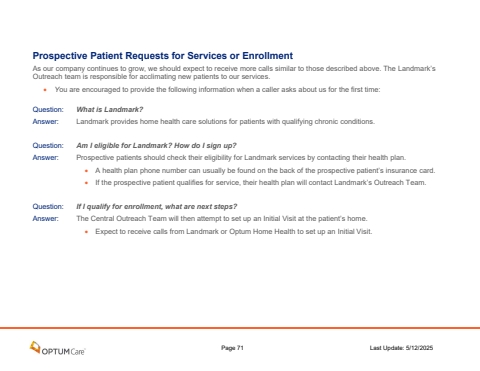 Prospective Patient Requests for Services or Enrollment
As our company continues to grow, we should expect to receive more calls similar to those described above. The Landmark's
Outreach team is responsible for acclimating new patients to our services.
• You are encouraged to provide the following information when a caller asks about us for the first time:
Question: What is Landmark?
Answer: Landmark provides home health care solutions for patients with qualifying chronic conditions.
Question: Am I eligible for Landmark? How do I sign up?
Answer: Prospective patients should check their eligibility for Landmark services by contacting their health plan.
• A health plan phone number can usually be found on the back of the prospective patient's insurance card.
• If the prospective patient qualifies for service, their health plan will contact Landmark's Outreach Team.
Question: If I qualify for enrollment, what are next steps?
Answer: The Central Outreach Team will then attempt to set up an Initial Visit at the patient's home.
• Expect to receive calls from Landmark or Optum Home Health to set up an Initial Visit.
OPTUMCare Page 71 Last Update: 5/12/2025